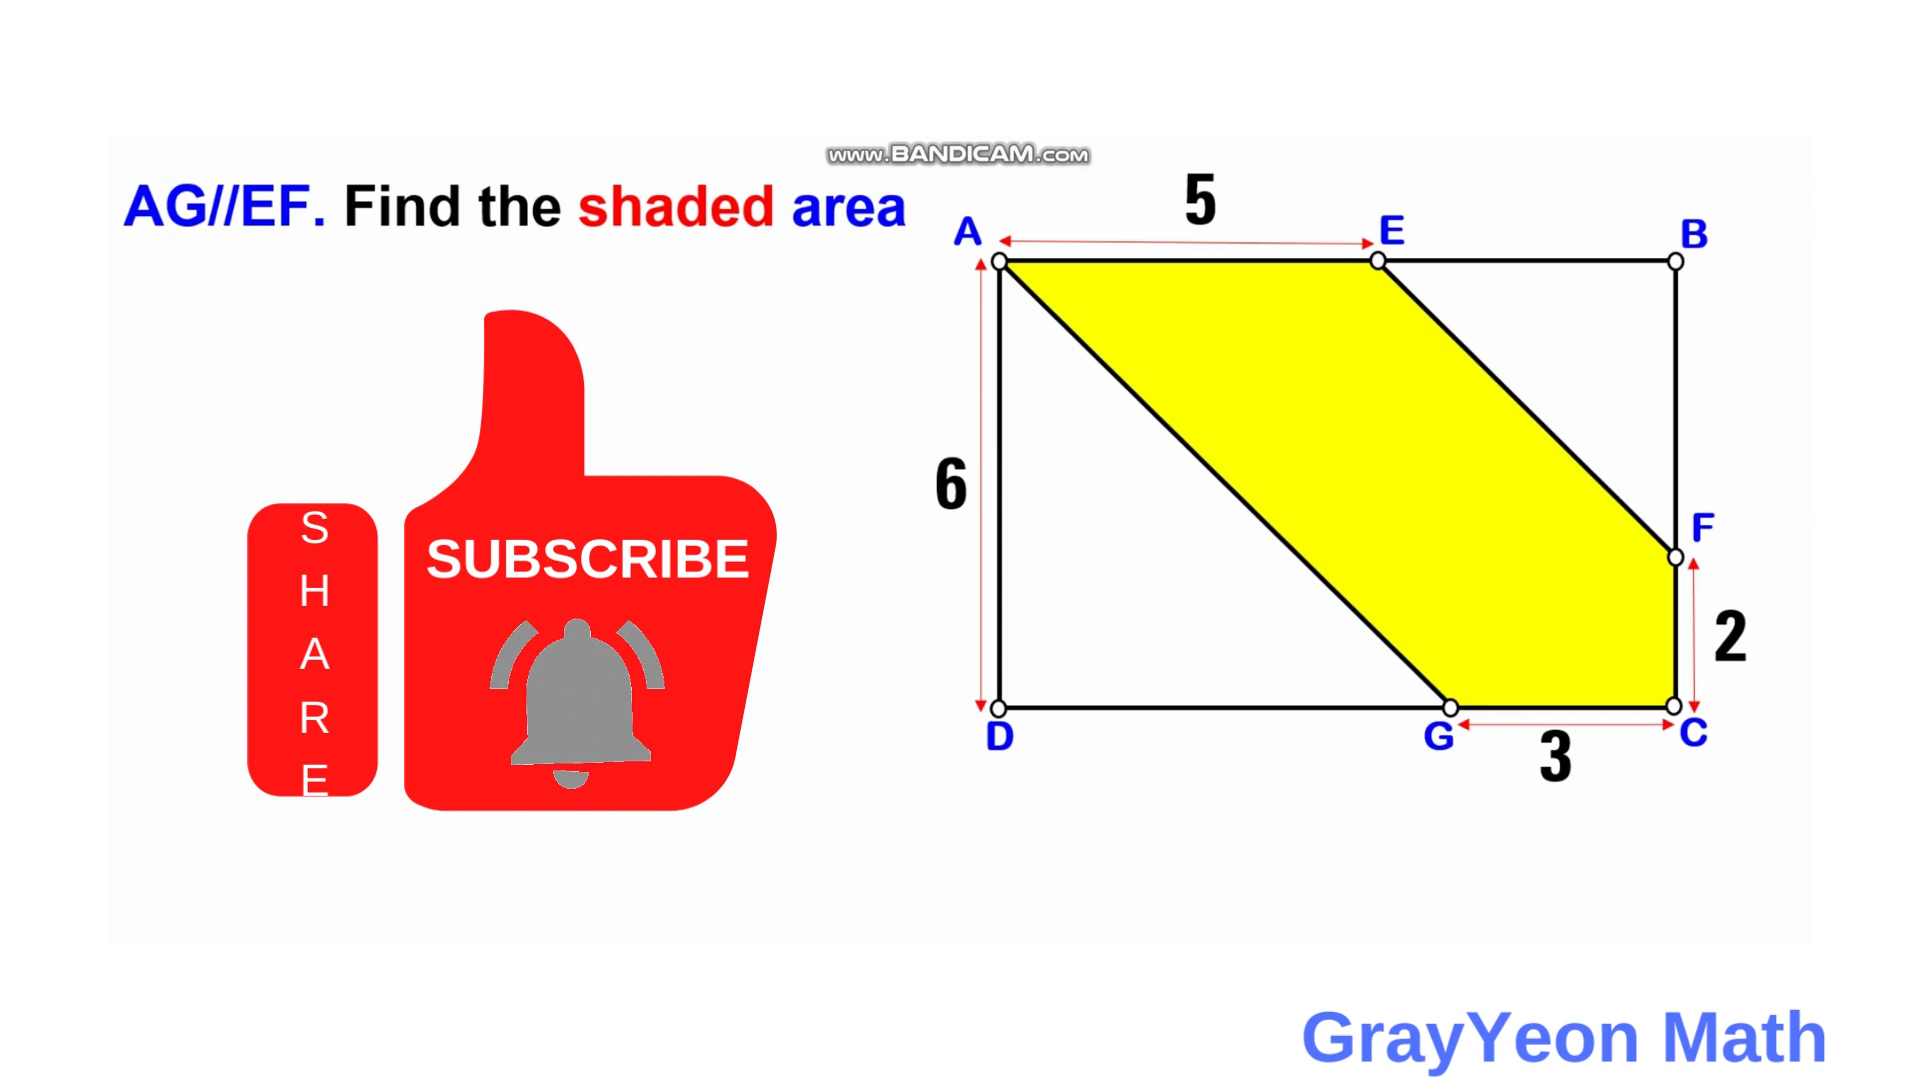 www.BANDICAM.com
AG//EF. Find the shaded area
5
A
E
B
6
F
2
D
G
C
3
S
H
A
R
E
SUBSCRIBE
GrayYeon Math